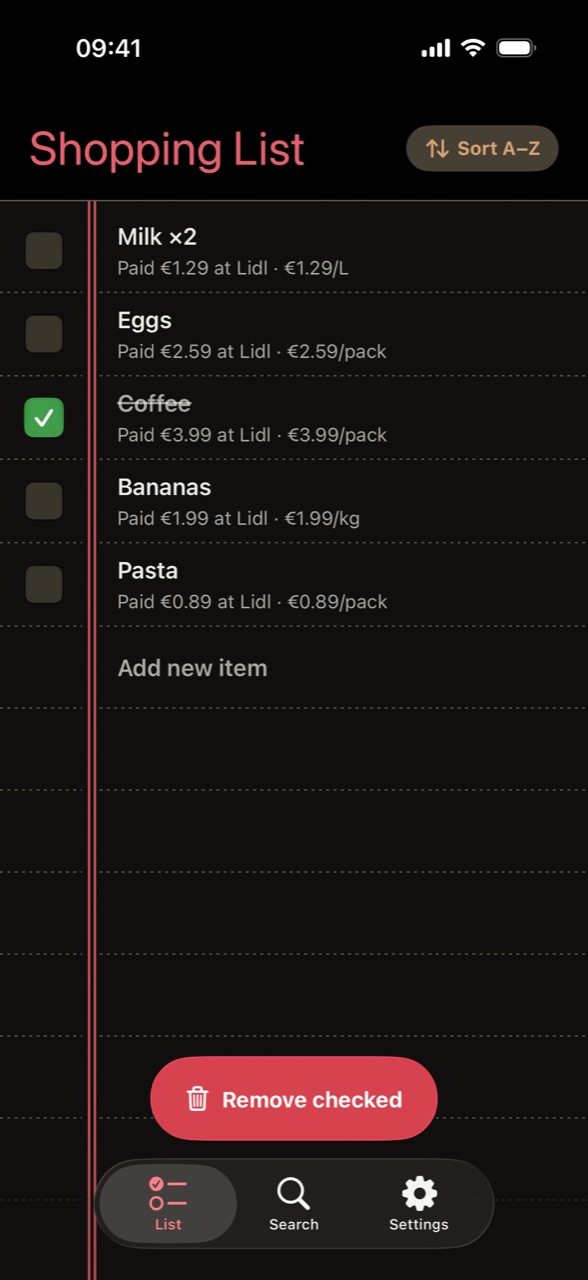 09:41
Shopping List
Sort A–Z
Milk ×2
Paid €1.29 at Lidl · €1.29/L
Eggs
Paid €2.59 at Lidl · €2.59/pack
Coffee
Paid €3.99 at Lidl · €3.99/pack
Bananas
Paid €1.99 at Lidl · €1.99/kg
Pasta
Paid €0.89 at Lidl · €0.89/pack
Add new item
Remove checked
List
Search
Settings